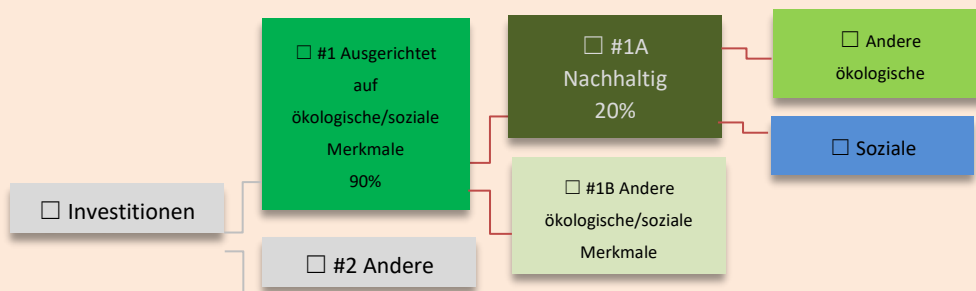 ☐ Investitionen
☐ #1 Ausgerichtet
auf
ökologische/soziale
Merkmale
90%
☐ #2 Andere
☐ #1A
Nachhaltig
20%
☐ #1B Andere
ökologische/soziale
Merkmale
☐ Andere
ökologische
☐ Soziale